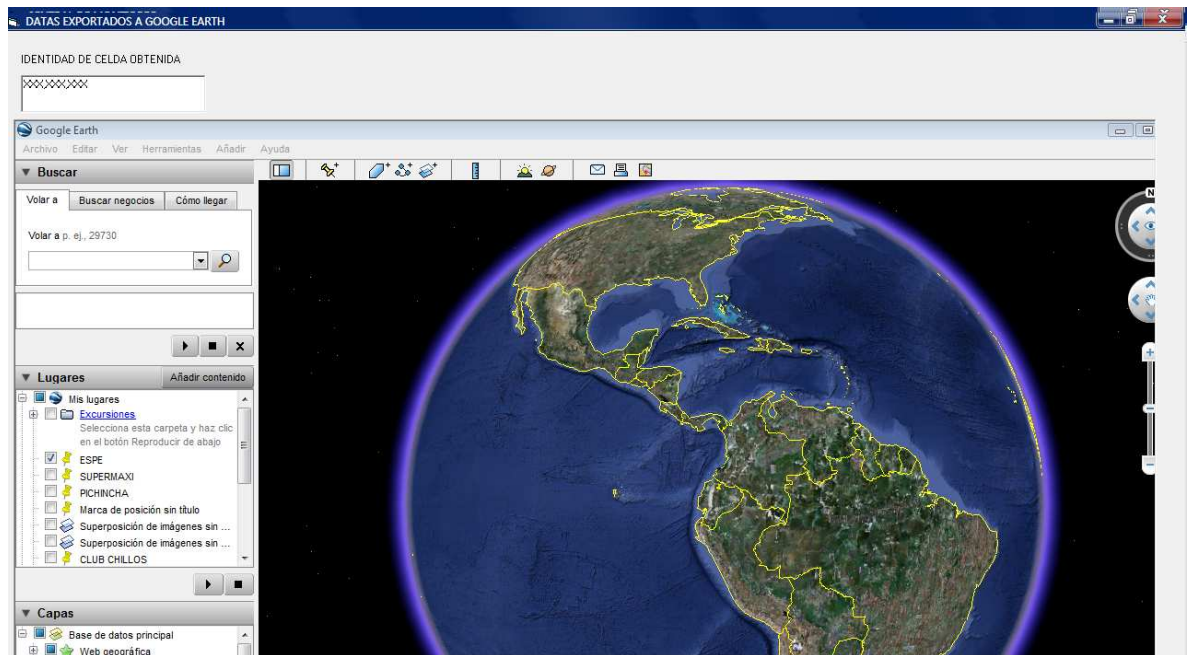 DATAS EXPORTADOS A GOOGLE EARTH
IDENTIDAD DE CELDA OBTENIDA
XXX,XXX,XXX
Google Earth
Archivo Editar Ver Herramientas Añadir Ayuda
Buscar
Volar a Buscar negocios Cómo llegar
Volar a p. ej., 29730
Lugares Añadir contenido
Mis lugares
Excursiones
Selecciona esta carpeta y haz clic
en el botón Reproducir de abajo
ESPE
SUPERMAXI
PICHINCHA
Marca de posición sin título
Superposición de imágenes sin ...
Superposición de imágenes sin ...
CLUB CHILLOS
Capas
Base de datos principal
Web geográfica
N